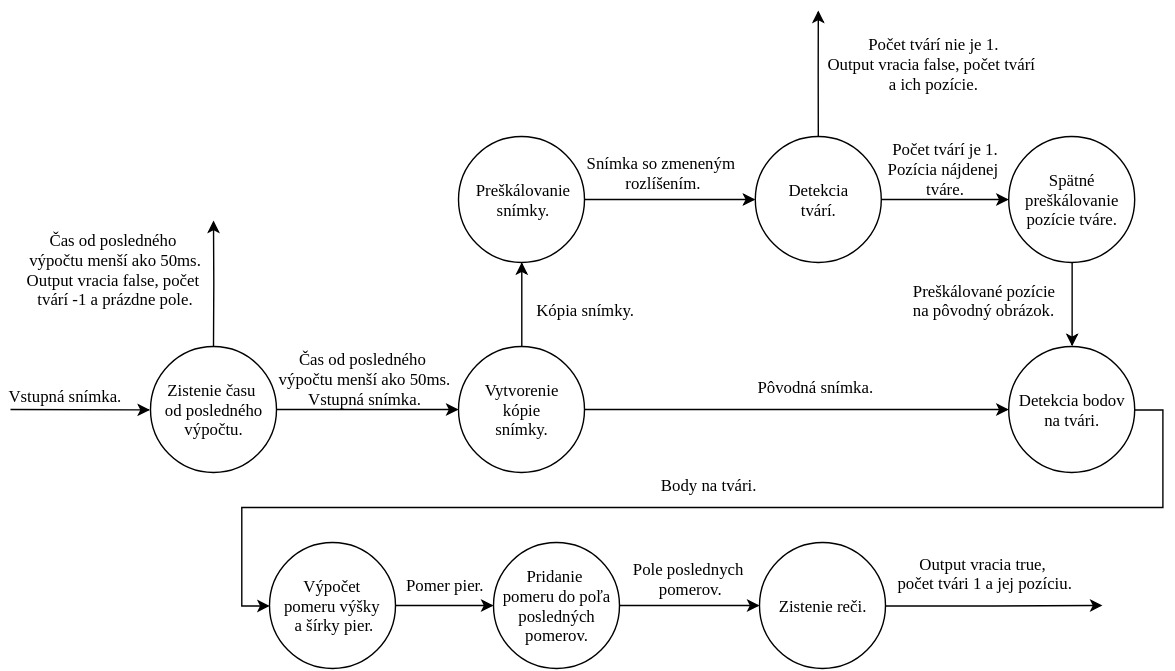 Počet tvárí nie je 1.
Output vracia false, počet tvárí
a ich pozície.
Preškálovanie
snímky.
Snímka so zmeneným
rozlíšením.
Detekcia
tvárí.
Počet tvárí je 1.
Pozícia nájdenej
tváre.
Spätné
preškálovanie
pozície tváre.
Čas od posledného
výpočtu menší ako 50ms.
Output vracia false, počet
tvárí -1 a prázdne pole.
Kópia snímky.
Preškálované pozície
na pôvodný obrázok.
Vstupná snímka.
Zistenie času
od posledného
výpočtu.
Čas od posledného
výpočtu menší ako 50ms.
Vstupná snímka.
Vytvorenie
kópie
snímky.
Pôvodná snímka.
Detekcia bodov
na tvári.
Body na tvári.
Výpočet
pomeru výšky
a šírky pier.
Pomer pier.
Pridanie
pomeru do poľa
posledných
pomerov.
Pole poslednych
pomerov.
Zistenie reči.
Output vracia true,
počet tvári 1 a jej pozíciu.